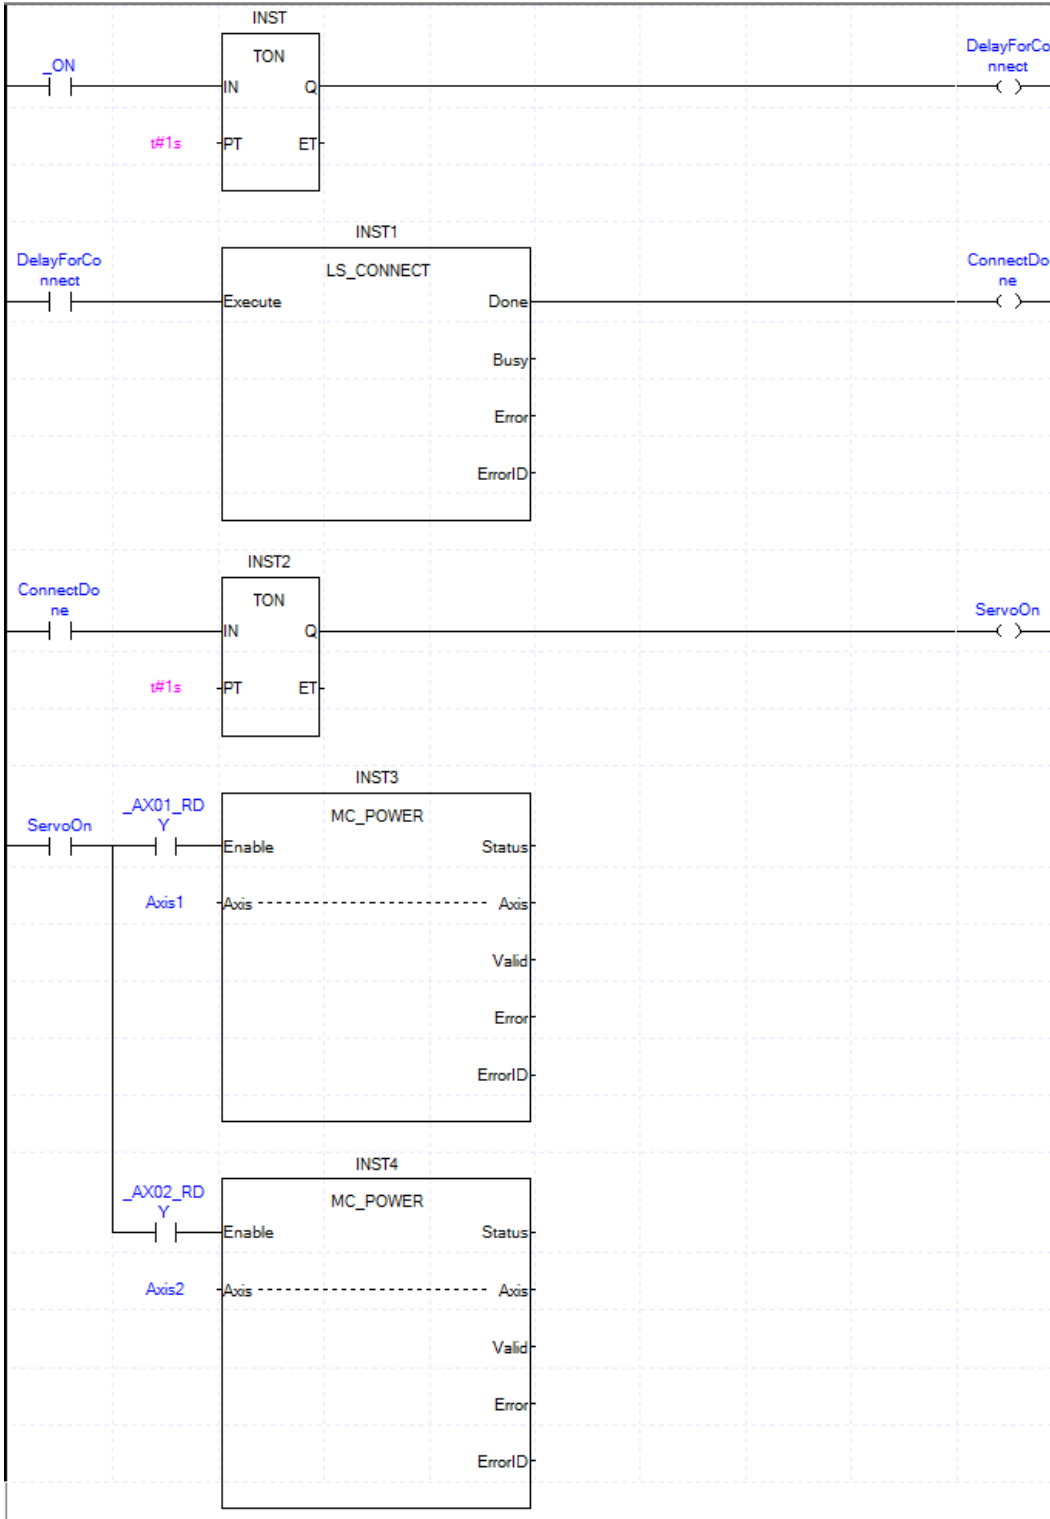 INST
TON
_ON
DelayForCo
nnect
IN Q
t#1s PT ET
INST1
LS_CONNECT
DelayForCo
nnect
ConnectDo
ne
Execute Done
Busy
Error
ErrorID
INST2
TON
ConnectDo
ne
ServoOn
IN Q
t#1s PT ET
INST3
MC_POWER
_AX01_RD
Y
ServoOn
Enable Status
Axis1 Axis Axis
Valid
Error
ErrorID
INST4
MC_POWER
_AX02_RD
Y
Enable Status
Axis2 Axis Axis
Valid
Error
ErrorID